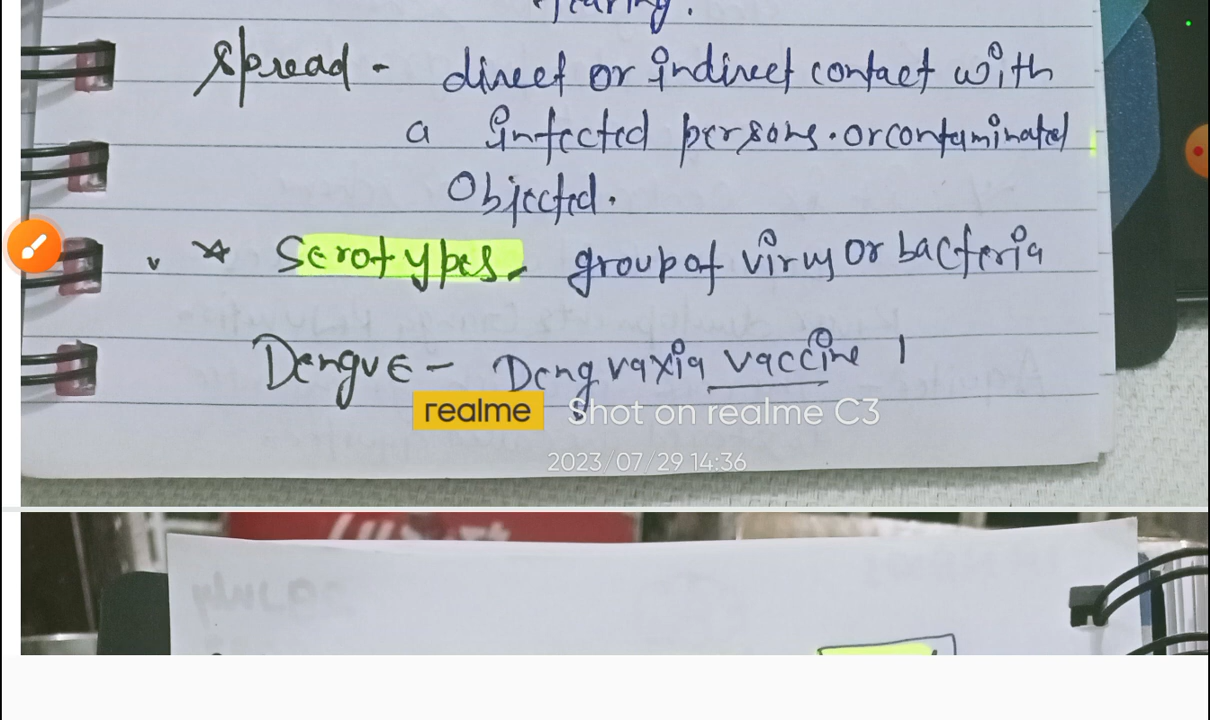 Spread - direct or indirect contact with
a infected persons. or contaminated
Objected.
v ☆ Serotypes, group of virus or bacteria
Dengue - Dengvaxia vaccine |
realme Shot on realme C3
2023/07/29 14:36